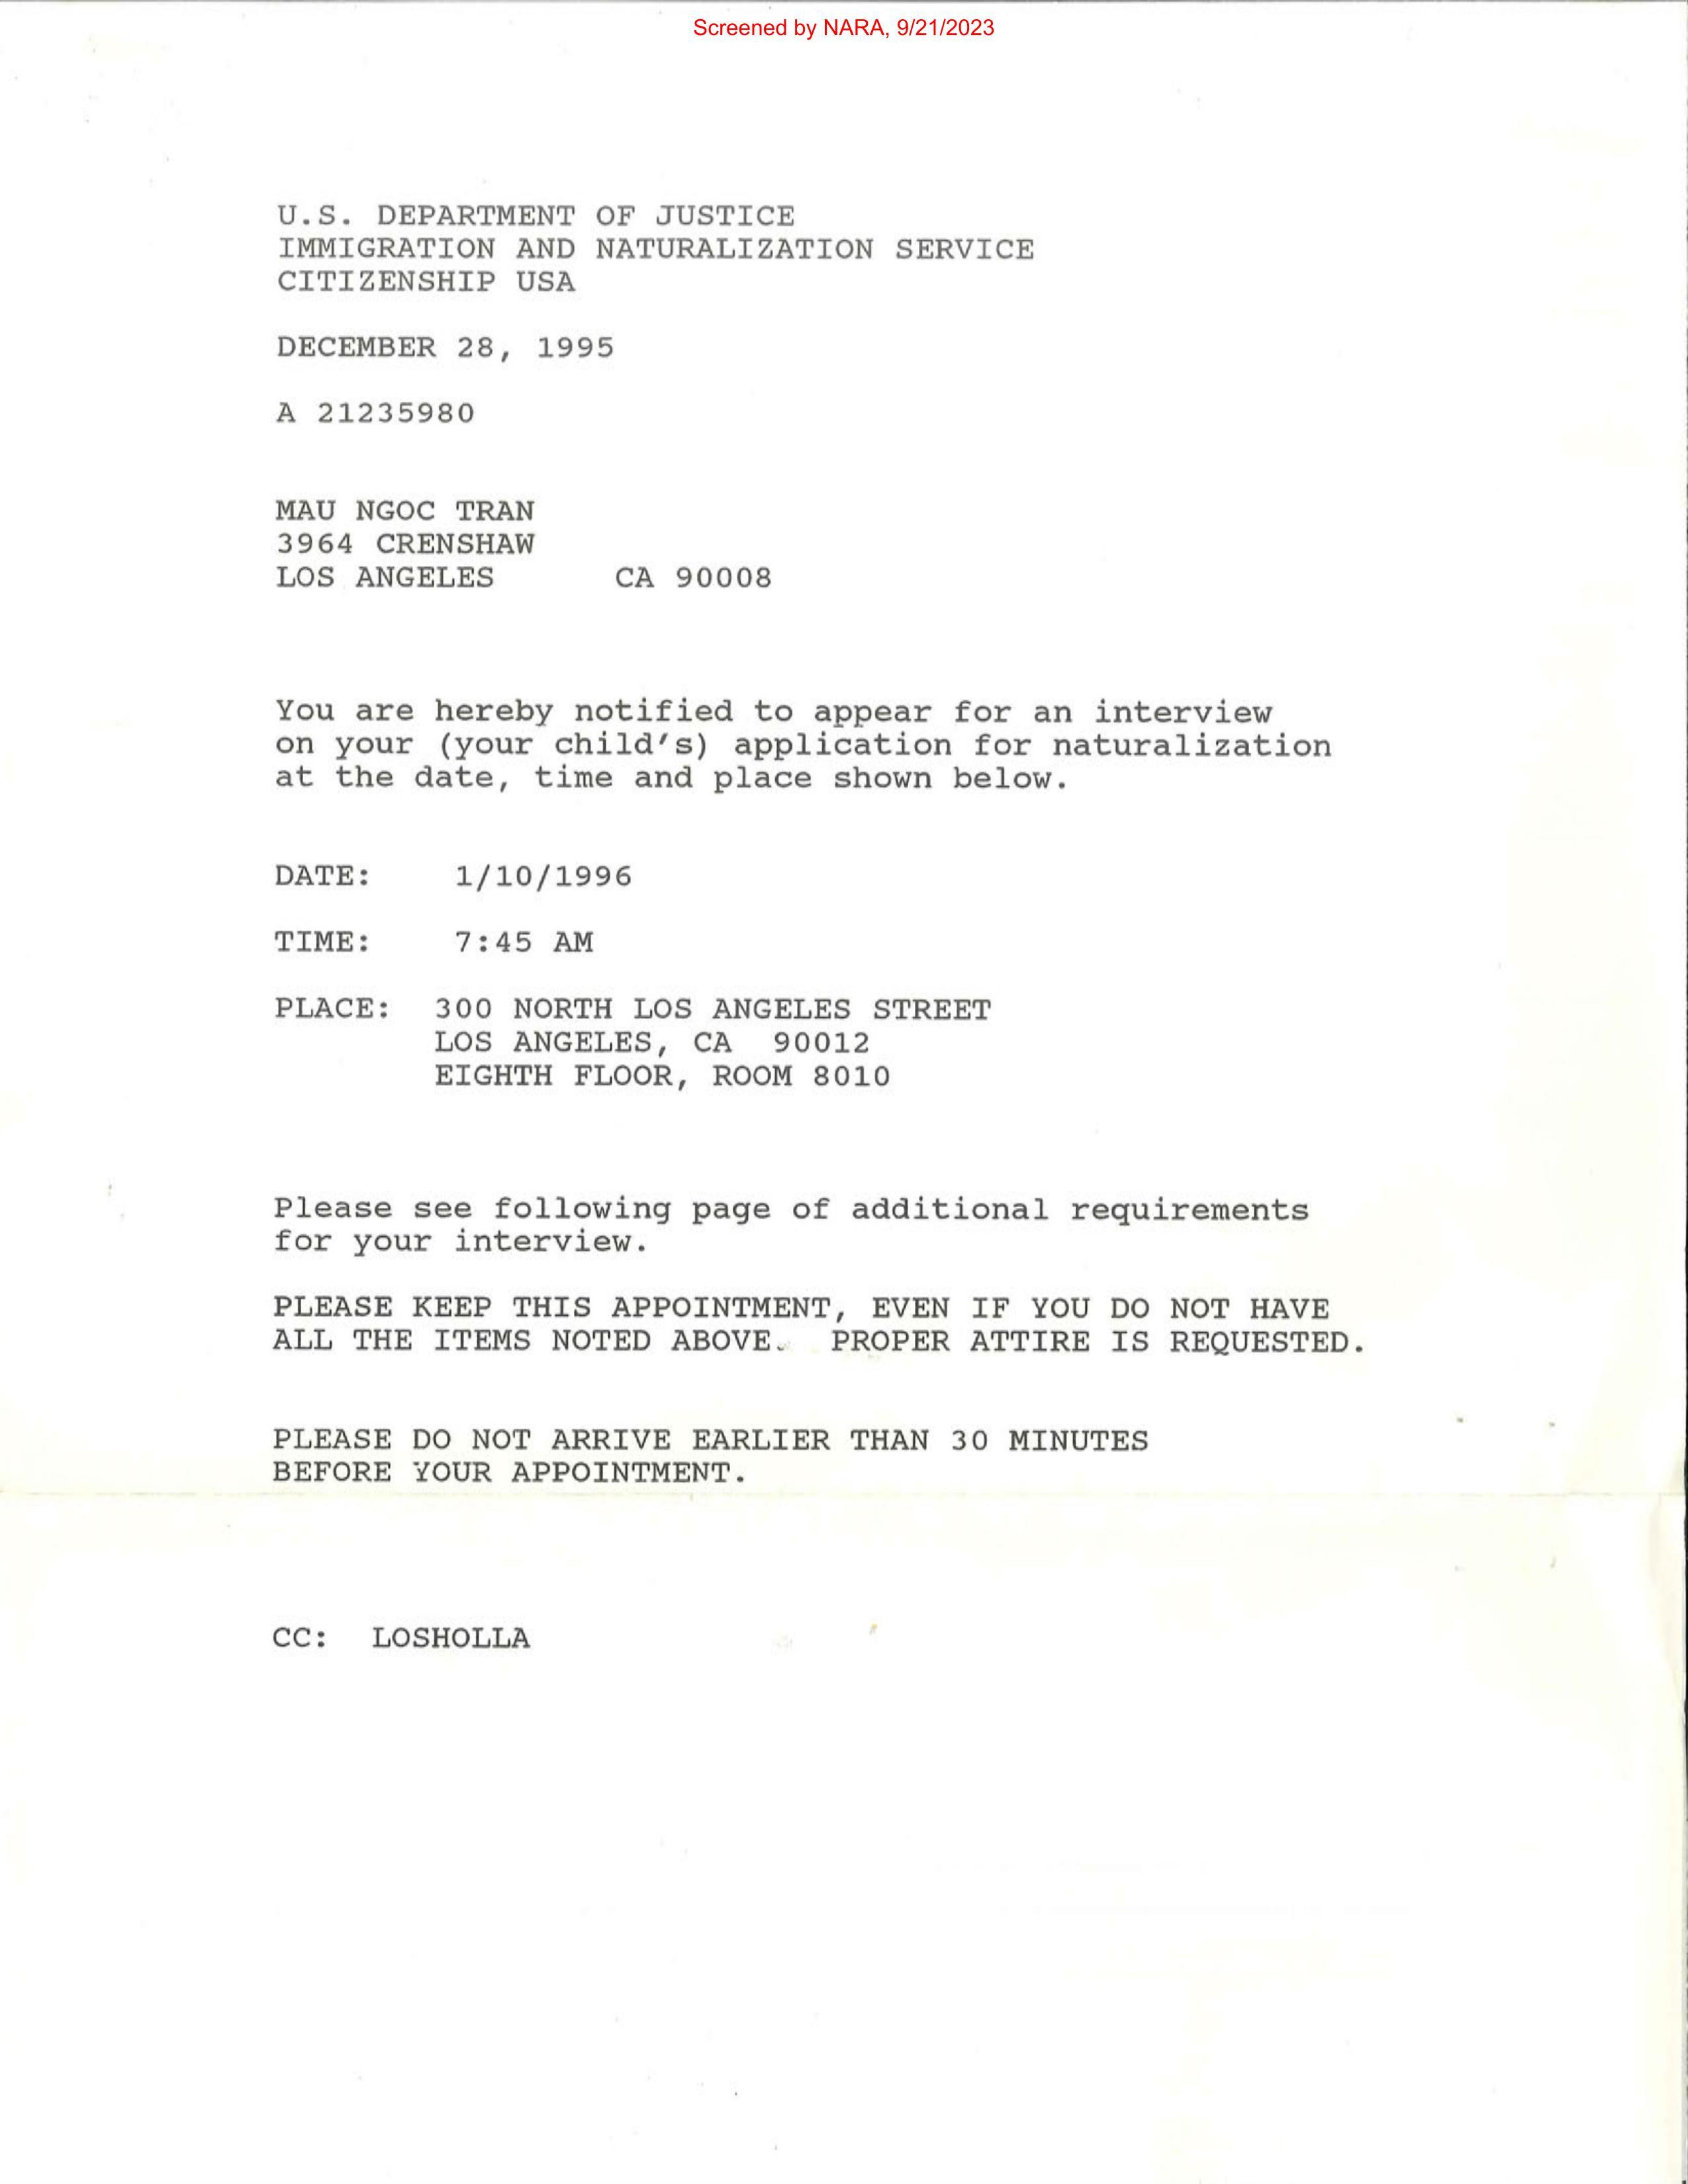 Screened by NARA, 9/21/2023
U.S. DEPARTMENT OF JUSTICE
IMMIGRATION AND NATURALIZATION SERVICE
CITIZENSHIP USA
DECEMBER 28, 1995
A 21235980
MAU NGOC TRAN
3964 CRENSHAW
LOS ANGELES CA 90008
You are hereby notified to appear for an interview
on your (your child's) application for naturalization
at the date, time and place shown below.
DATE: 1/10/1996
TIME: 7:45 AM
PLACE: 300 NORTH LOS ANGELES STREET
LOS ANGELES, CA 90012
EIGHTH FLOOR, ROOM 8010
Please see following page of additional requirements
for your interview.
PLEASE KEEP THIS APPOINTMENT, EVEN IF YOU DO NOT HAVE
ALL THE ITEMS NOTED ABOVE. PROPER ATTIRE IS REQUESTED.
PLEASE DO NOT ARRIVE EARLIER THAN 30 MINUTES
BEFORE YOUR APPOINTMENT.
CC: LOSHOLLA